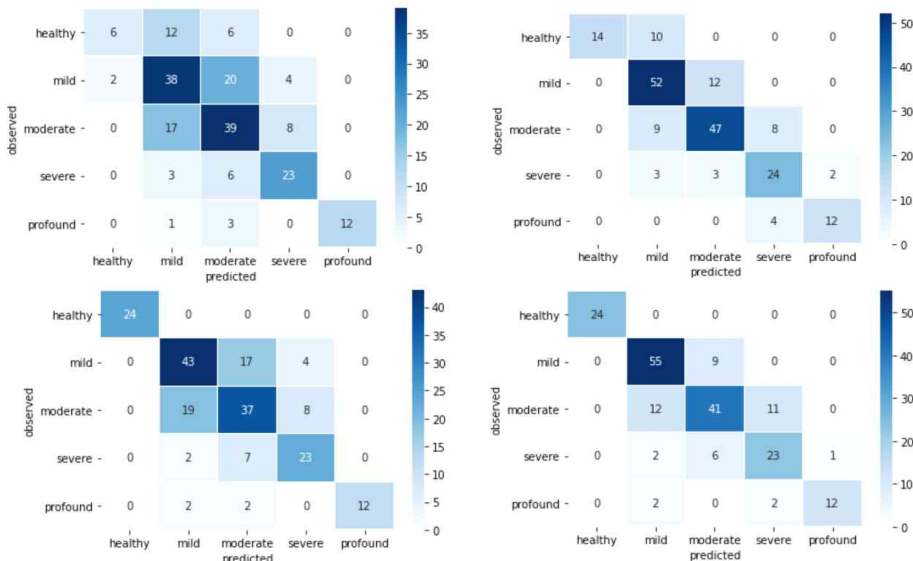 healthy - 6 12 6 0 0
mild - 2 38 20 4 0
moderate - 0 17 39 8 0
severe - 0 3 6 23 0
profound - 0 1 3 0 12
healthy mild moderate severe profound
predicted
observed
35
30
25
20
15
10
5
0
healthy - 14 10 0 0 0
mild - 0 52 12 0 0
moderate - 0 9 47 8 0
severe - 0 3 3 24 2
profound - 0 0 0 4 12
healthy mild moderate severe profound
predicted
observed
50
40
30
20
10
0
healthy - 24 0 0 0 0
mild - 0 43 17 4 0
moderate - 0 19 37 8 0
severe - 0 2 7 23 0
profound - 0 2 2 0 12
healthy mild moderate severe profound
predicted
observed
40
35
30
25
20
15
10
5
0
healthy - 24 0 0 0 0
mild - 0 55 9 0 0
moderate - 0 12 41 11 0
severe - 0 2 6 23 1
profound - 0 2 0 2 12
healthy mild moderate severe profound
predicted
observed
50
40
30
20
10
0